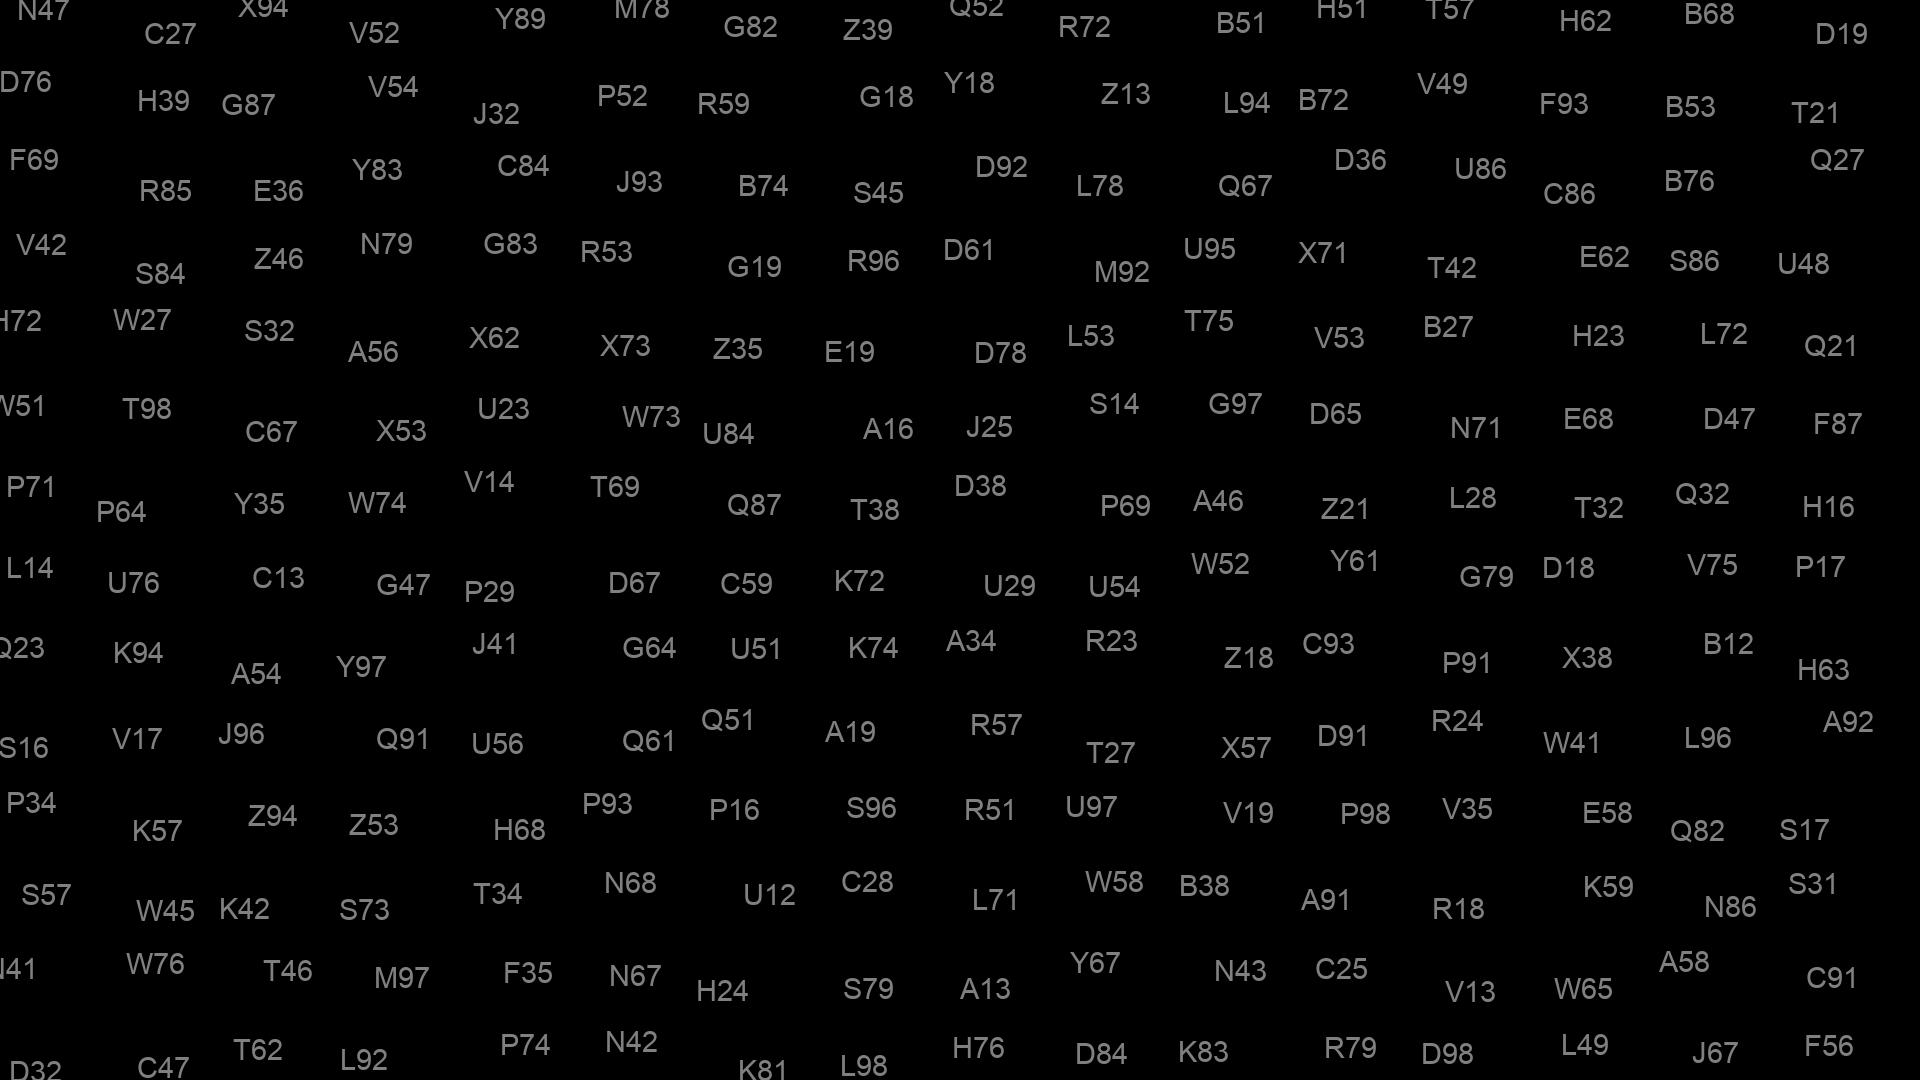 N47 C27 X94 V52 Y89 M78 G82 Z39 Q52 R72 B51 H51 T57 H62 B68 D19
D76 H39 G87 V54 J32 P52 R59 G18 Y18 Z13 L94 B72 V49 F93 B53 T21
F69 R85 E36 Y83 C84 J93 B74 S45 D92 L78 Q67 D36 U86 C86 B76 Q27
V42 S84 Z46 N79 G83 R53 G19 R96 D61 M92 U95 X71 T42 E62 S86 U48
H72 W27 S32 A56 X62 X73 Z35 E19 D78 L53 T75 V53 B27 H23 L72 Q21
W51 T98 C67 X53 U23 W73 U84 A16 J25 S14 G97 D65 N71 E68 D47 F87
P71 P64 Y35 W74 V14 T69 Q87 T38 D38 P69 A46 Z21 L28 T32 Q32 H16
L14 U76 C13 G47 P29 D67 C59 K72 U29 U54 W52 Y61 G79 D18 V75 P17
Q23 K94 A54 Y97 J41 G64 U51 K74 A34 R23 Z18 C93 P91 X38 B12 H63
S16 V17 J96 Q91 U56 Q61 Q51 A19 R57 T27 X57 D91 R24 W41 L96 A92
P34 K57 Z94 Z53 H68 P93 P16 S96 R51 U97 V19 P98 V35 E58 Q82 S17
S57 W45 K42 S73 T34 N68 U12 C28 L71 W58 B38 A91 R18 K59 N86 S31
W76 T46 M97 F35 N67 H24 S79 A13 Y67 N43 C25 V13 W65 A58 C91
D32 C47 T62 L92 P74 N42 K81 L98 H76 D84 K83 R79 D98 L49 J67 F56